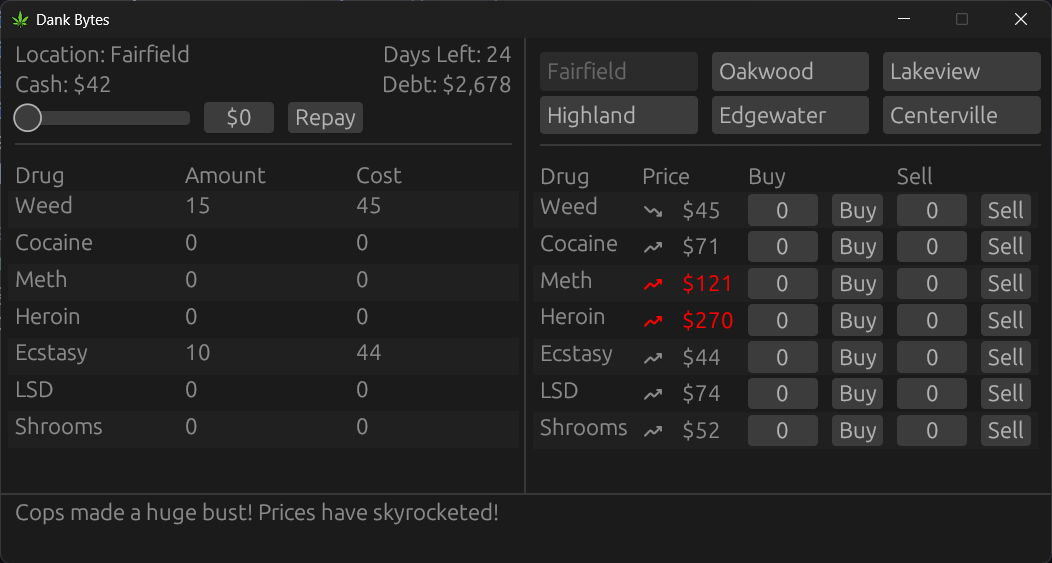 Dank Bytes
Location: Fairfield Days Left: 24
Cash: $42 Debt: $2,678
$0 Repay
Drug Amount Cost
Weed 15 45
Cocaine 0 0
Meth 0 0
Heroin 0 0
Ecstasy 10 44
LSD 0 0
Shrooms 0 0
Fairfield Oakwood Lakeview
Highland Edgewater Centerville
Drug Price Buy Sell
Weed $45 0 Buy 0 Sell
Cocaine $71 0 Buy 0 Sell
Meth $121 0 Buy 0 Sell
Heroin $270 0 Buy 0 Sell
Ecstasy $44 0 Buy 0 Sell
LSD $74 0 Buy 0 Sell
Shrooms $52 0 Buy 0 Sell
Cops made a huge bust! Prices have skyrocketed!